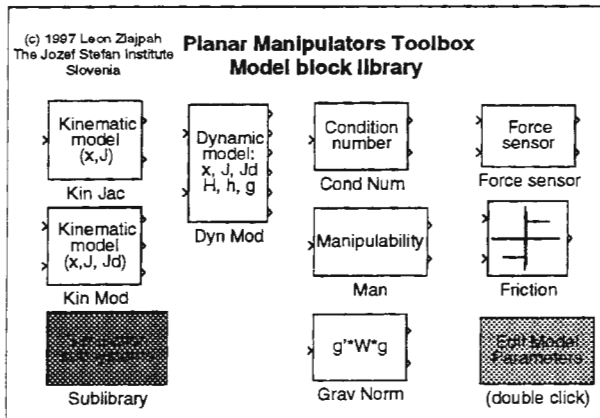 (c) 1997 Leon Zlajpah
The Jozef Stefan Institute
Slovenia
Planar Manipulators Toolbox
Model block library
Kinematic
model
(x,J)
Kin Jac
Dynamic
model:
x, J, Jd
H, h, g
Dyn Mod
Condition
number
Cond Num
Force
sensor
Force sensor
Kinematic
model
(x,J, Jd)
Kin Mod
Manipulability
Man
Friction
Sublibrary
g'*W*g
Grav Norm
Edit Model
Parameters
(double click)